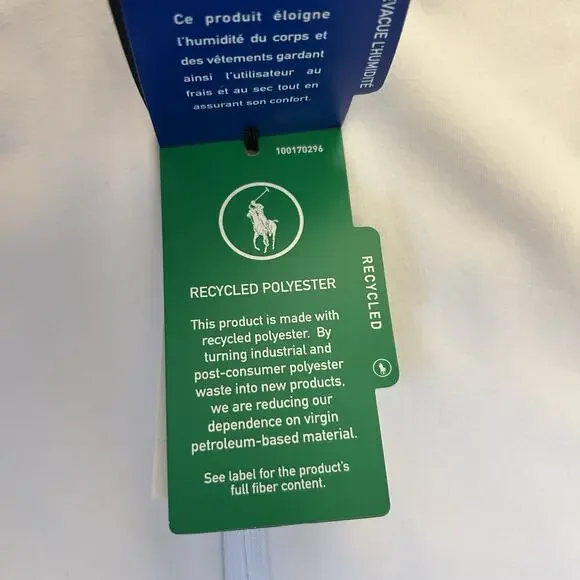 Ce produit éloigne
l'humidité du corps et
des vêtements gardant
ainsi l'utilisateur au
frais et au sec tout en
assurant son confort.
ÉVACUE L'HUMIDITÉ
100170296
RECYCLED POLYESTER
This product is made with
recycled polyester. By
turning industrial and
post-consumer polyester
waste into new products,
we are reducing our
dependence on virgin
petroleum-based material.
See label for the product's
full fiber content.
RECYCLED